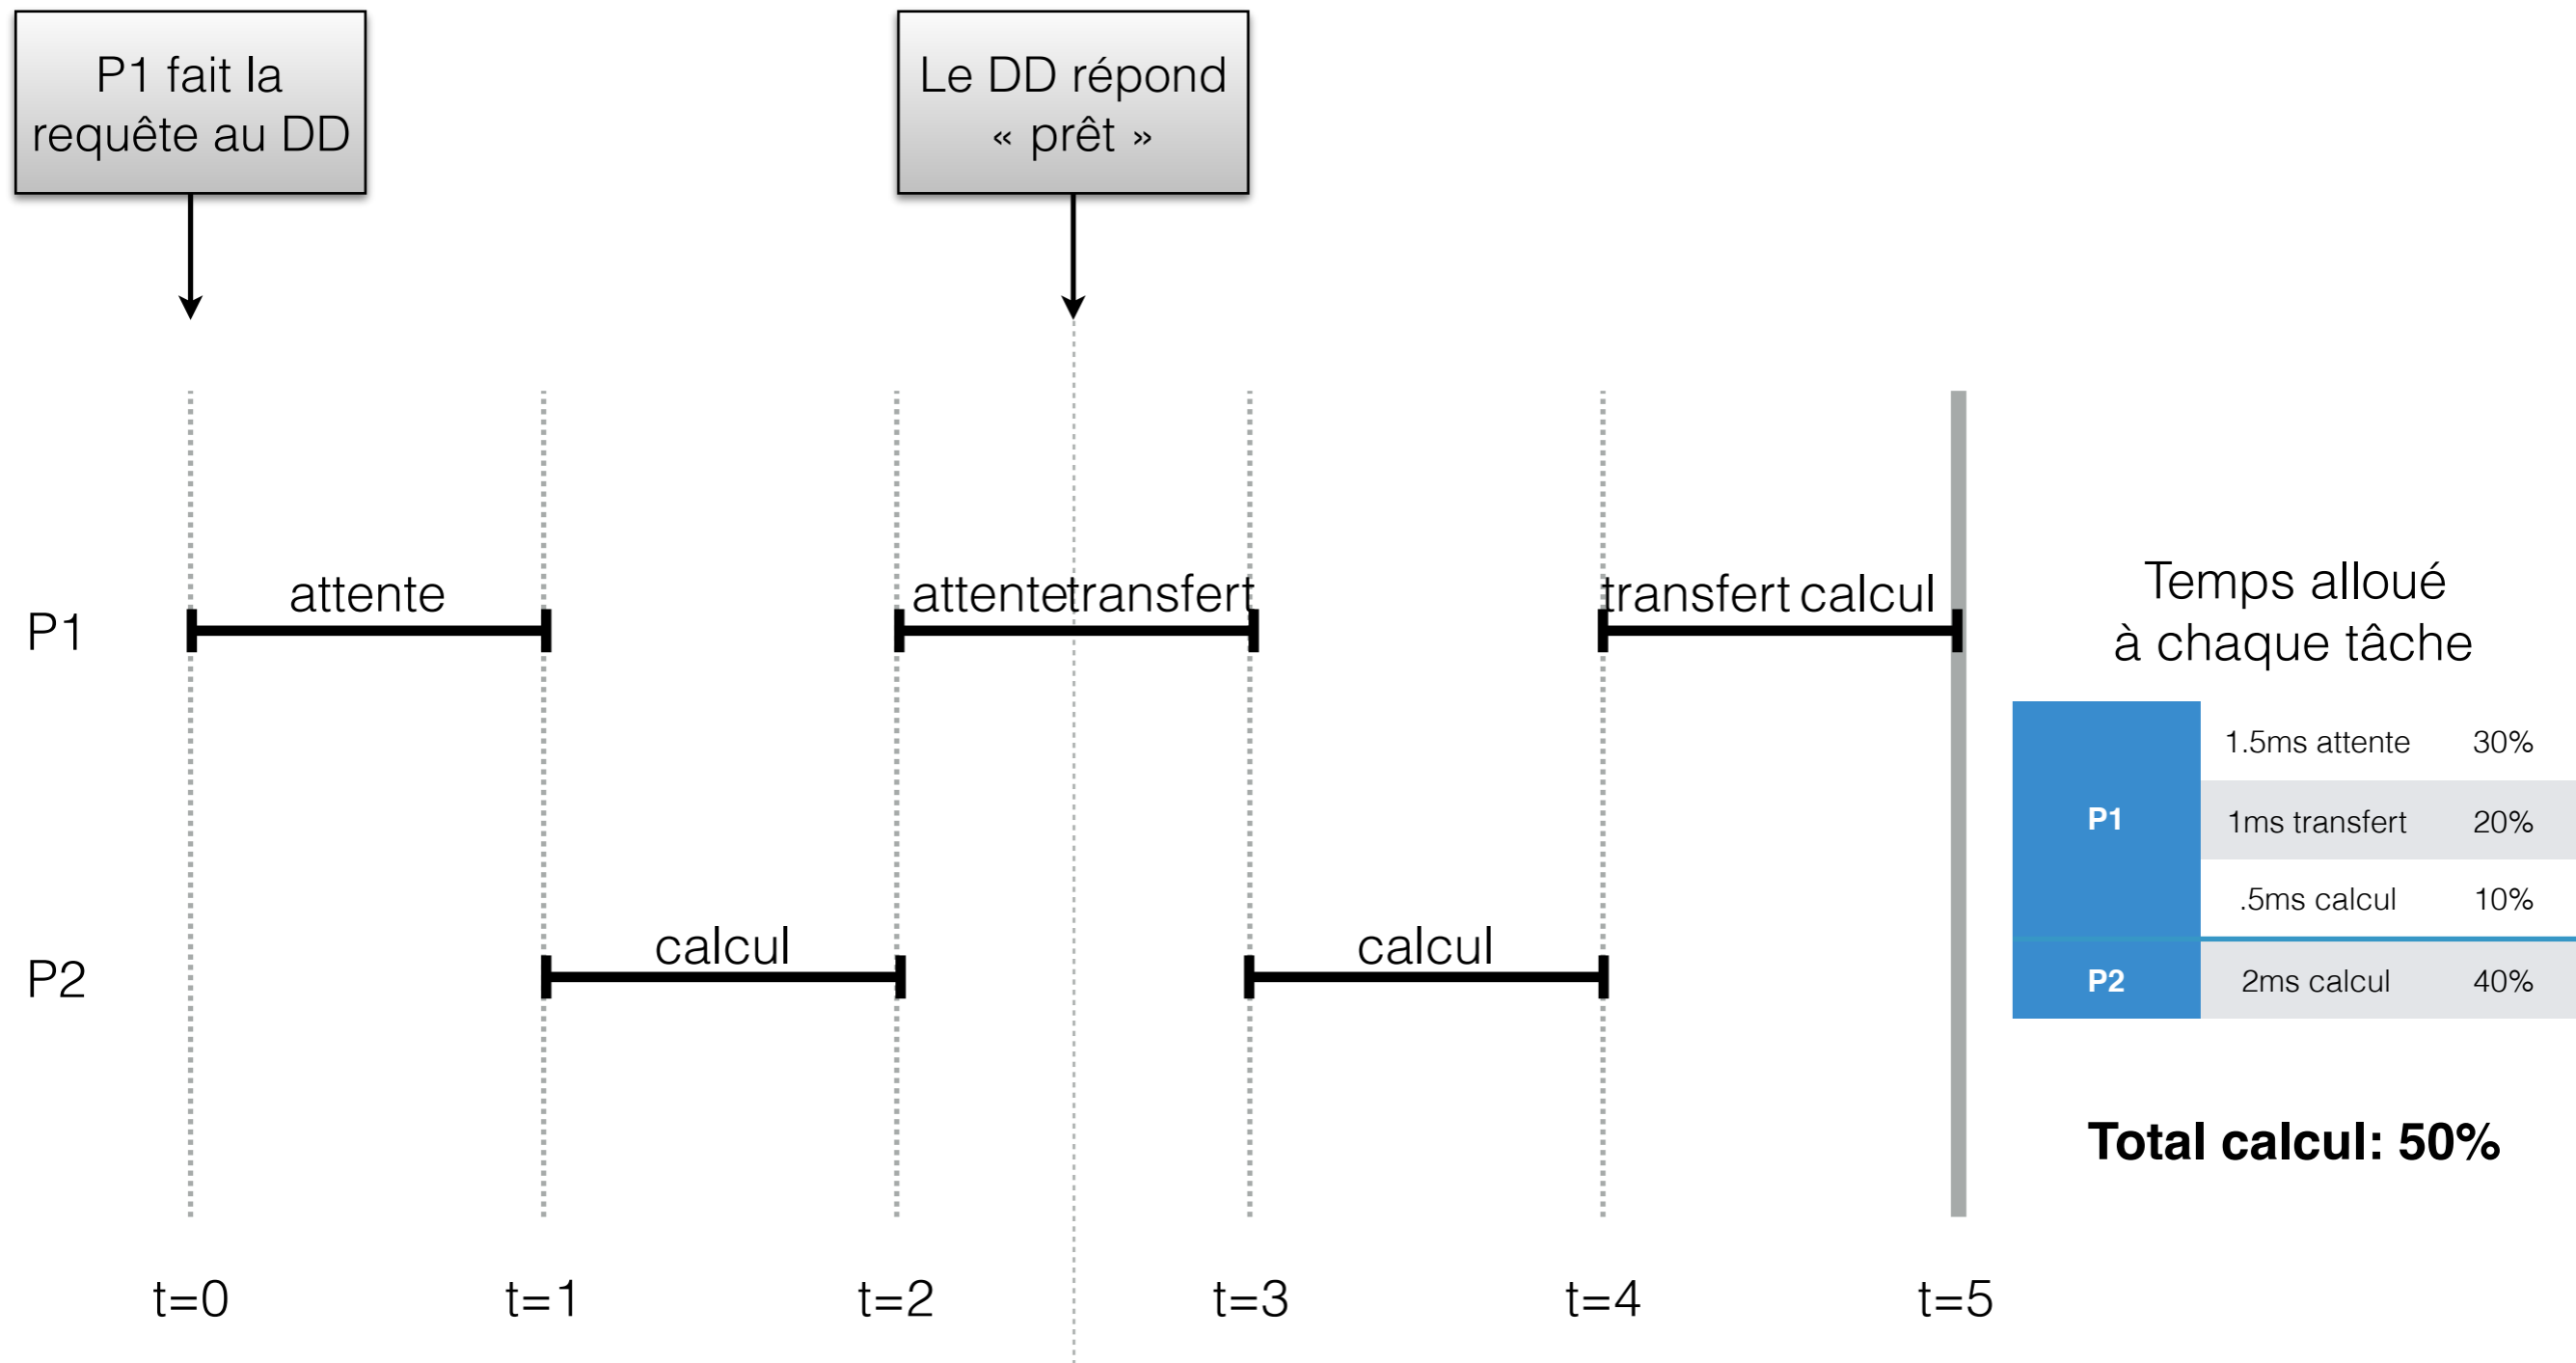 P1 fait la
requête au DD
Le DD répond
« prêt »
P1
attente
attente
transfert
transfert
calcul
P2
calcul
calcul
t=0
t=1
t=2
t=3
t=4
t=5
Temps alloué
à chaque tâche
P1
1.5ms attente 30%
1ms transfert 20%
.5ms calcul 10%
P2 2ms calcul 40%
Total calcul: 50%